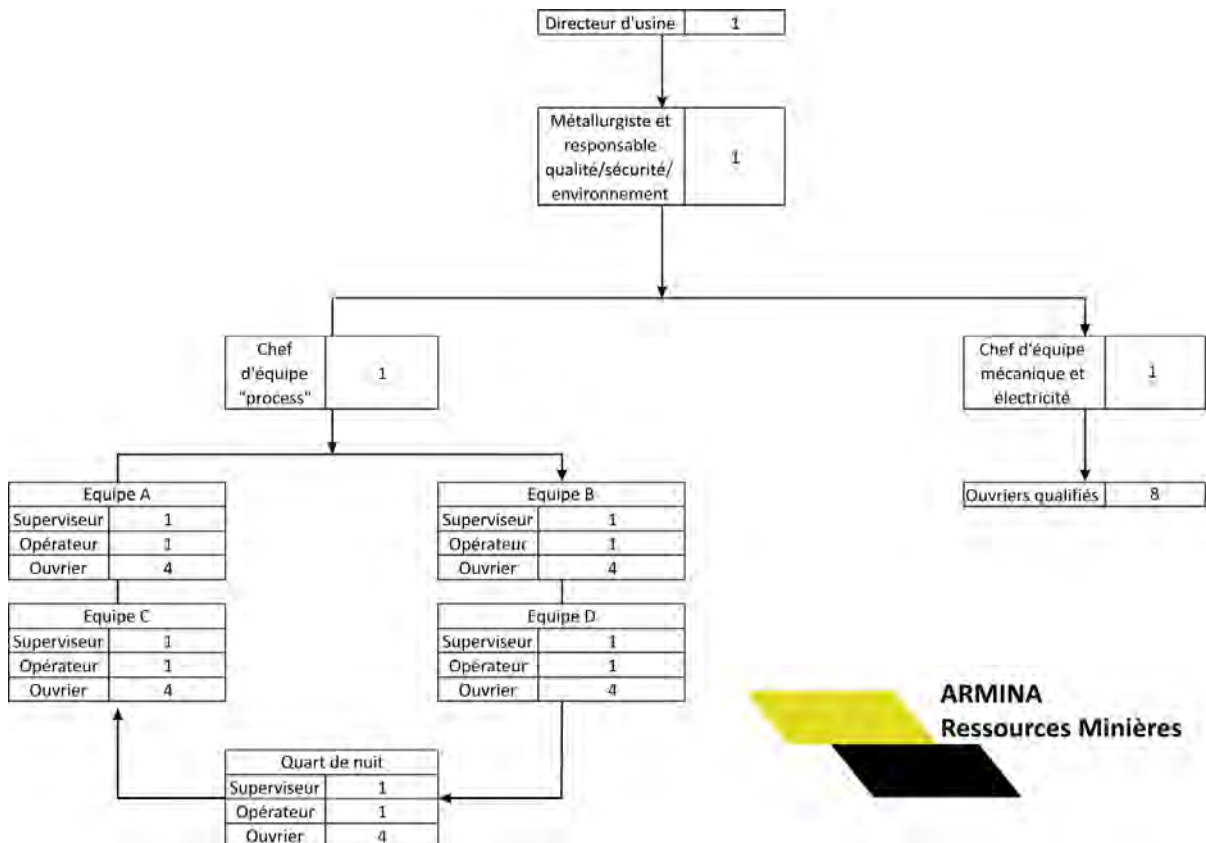 Directeur d'usine 1
Métallurgiste et
responsable
qualité/sécurité/
environnement
1
Chef
d'équipe
"process"
1
Chef d'équipe
mécanique et
électricité
1
Equipe A
Superviseur 1
Opérateur 1
Ouvrier 4
Equipe B
Superviseur 1
Opérateur 1
Ouvrier 4
Ouvriers qualifiés 8
Equipe C
Superviseur 1
Opérateur 1
Ouvrier 4
Equipe D
Superviseur 1
Opérateur 1
Ouvrier 4
Quart de nuit
Superviseur 1
Opérateur 1
Ouvrier 4
ARMINA
Ressources Minières